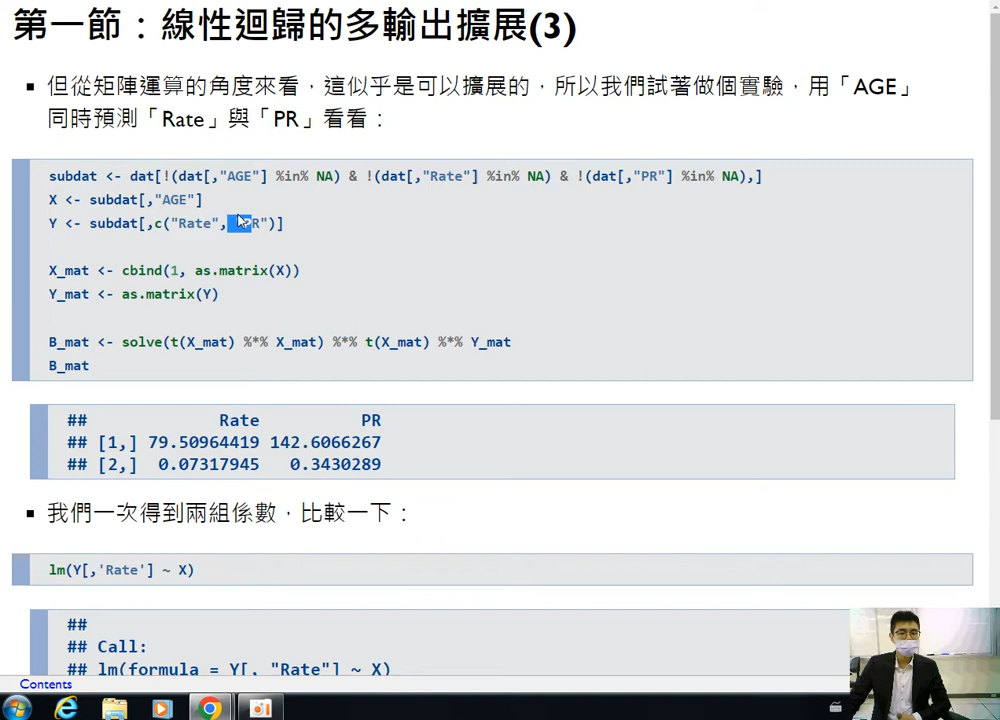 第一節：線性迴歸的多輸出擴展(3)
▪ 但從矩陣運算的角度來看，這似乎是可以擴展的，所以我們試著做個實驗，用「AGE」
同時預測「Rate」與「PR」看看：
subdat <- dat[!(dat[,"AGE"] %in% NA) & !(dat[,"Rate"] %in% NA) & !(dat[,"PR"] %in% NA),]
X <- subdat[,"AGE"]
Y <- subdat[,c("Rate", "PR")]
X_mat <- cbind(1, as.matrix(X))
Y_mat <- as.matrix(Y)
B_mat <- solve(t(X_mat) %*% X_mat) %*% t(X_mat) %*% Y_mat
B_mat
## Rate PR
## [1,] 79.50964419 142.6066267
## [2,] 0.07317945 0.3430289
▪ 我們一次得到兩組係數，比較一下：
lm(Y[,'Rate'] ~ X)
##
## Call:
## lm(formula = Y[, "Rate"] ~ X)
Contents